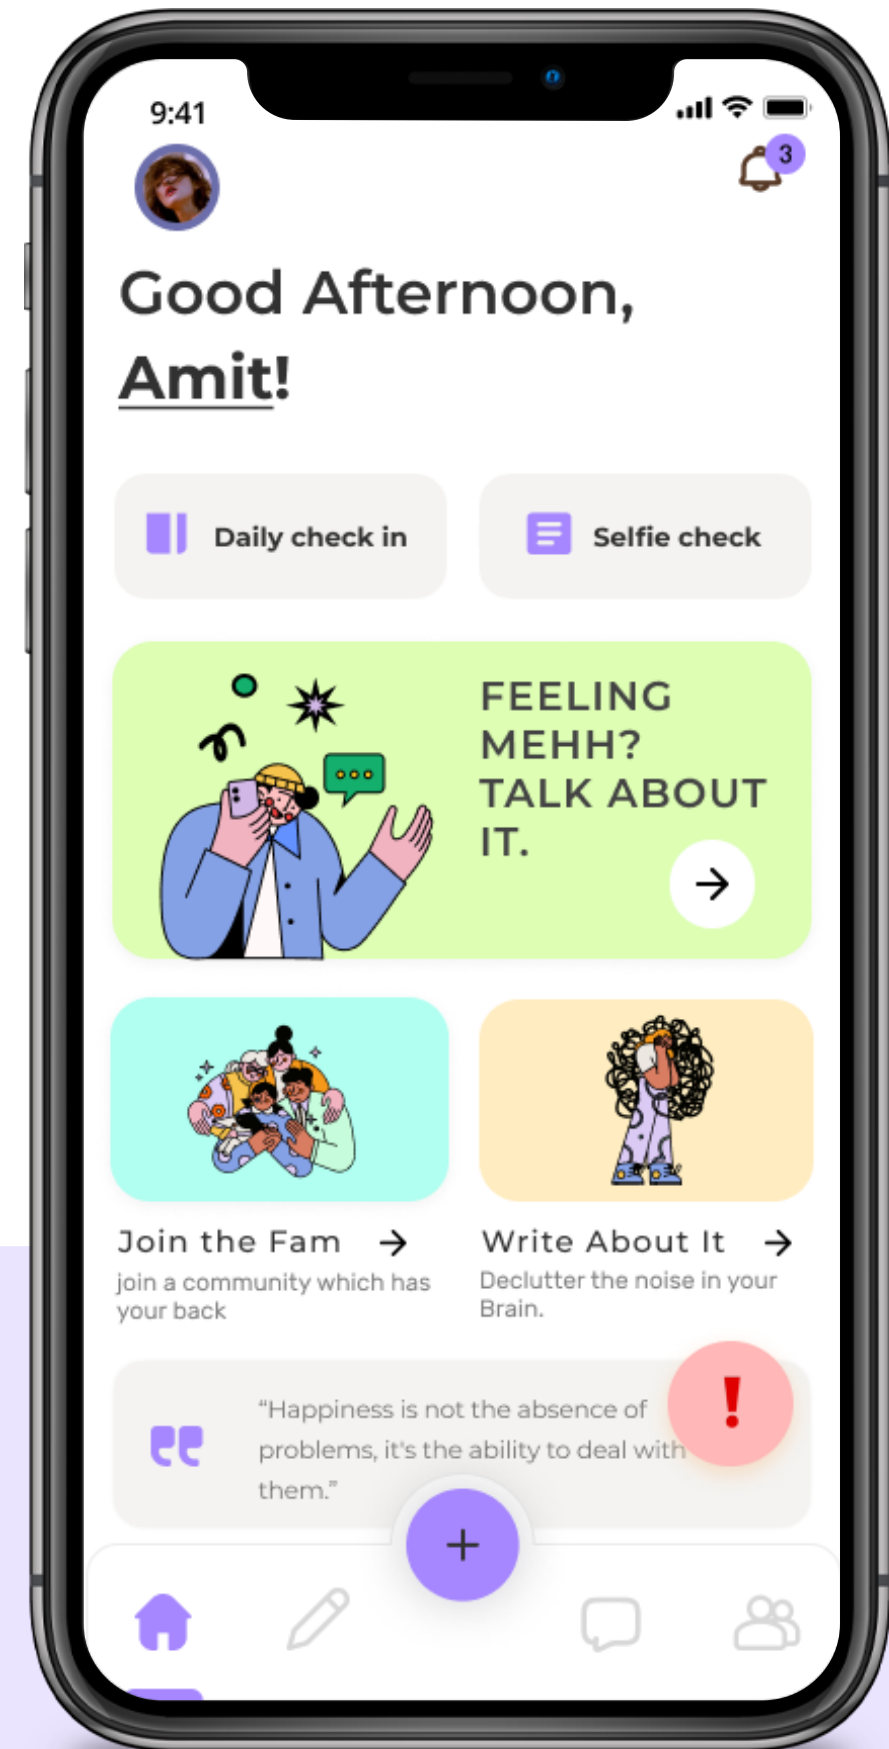 9:41
3
Good Afternoon,
Amit!
Daily check in
Selfie check
FEELING
MEHH?
TALK ABOUT
IT.
Join the Fam
join a community which has
your back
Write About It
Declutter the noise in your
Brain.
“Happiness is not the absence of
problems, it's the ability to deal with
them.”
!
+